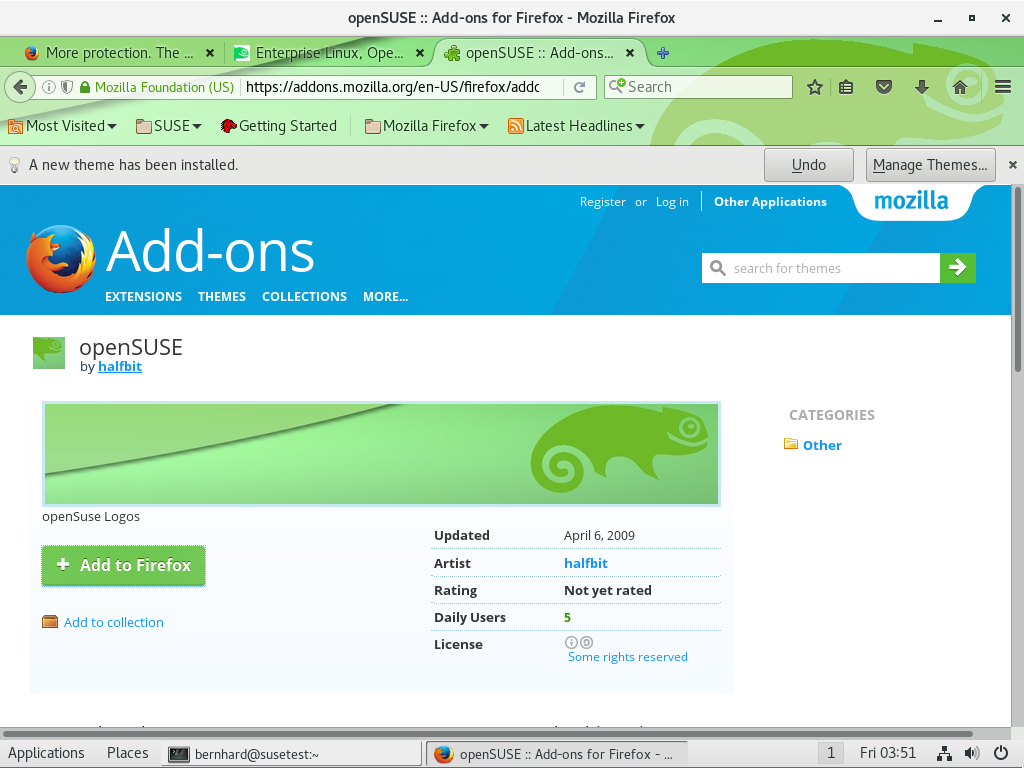 openSUSE :: Add-ons for Firefox - Mozilla Firefox
More protection. The ...
Enterprise Linux, Ope...
openSUSE :: Add-ons...
Mozilla Foundation (US)
https://addons.mozilla.org/en-US/firefox/addo
Search
Most Visited
SUSE
Getting Started
Mozilla Firefox
Latest Headlines
A new theme has been installed.
Undo
Manage Themes...
Register or Log in
Other Applications
mozilla
Add-ons
search for themes
EXTENSIONS THEMES COLLECTIONS MORE...
openSUSE
by halfbit
CATEGORIES
Other
openSuse Logos
Add to Firefox
Add to collection
Updated April 6, 2009
Artist halfbit
Rating Not yet rated
Daily Users 5
License
Some rights reserved
Applications
Places
bernhard@susetest:~
openSUSE :: Add-ons for Firefox - ...
1
Fri 03:51